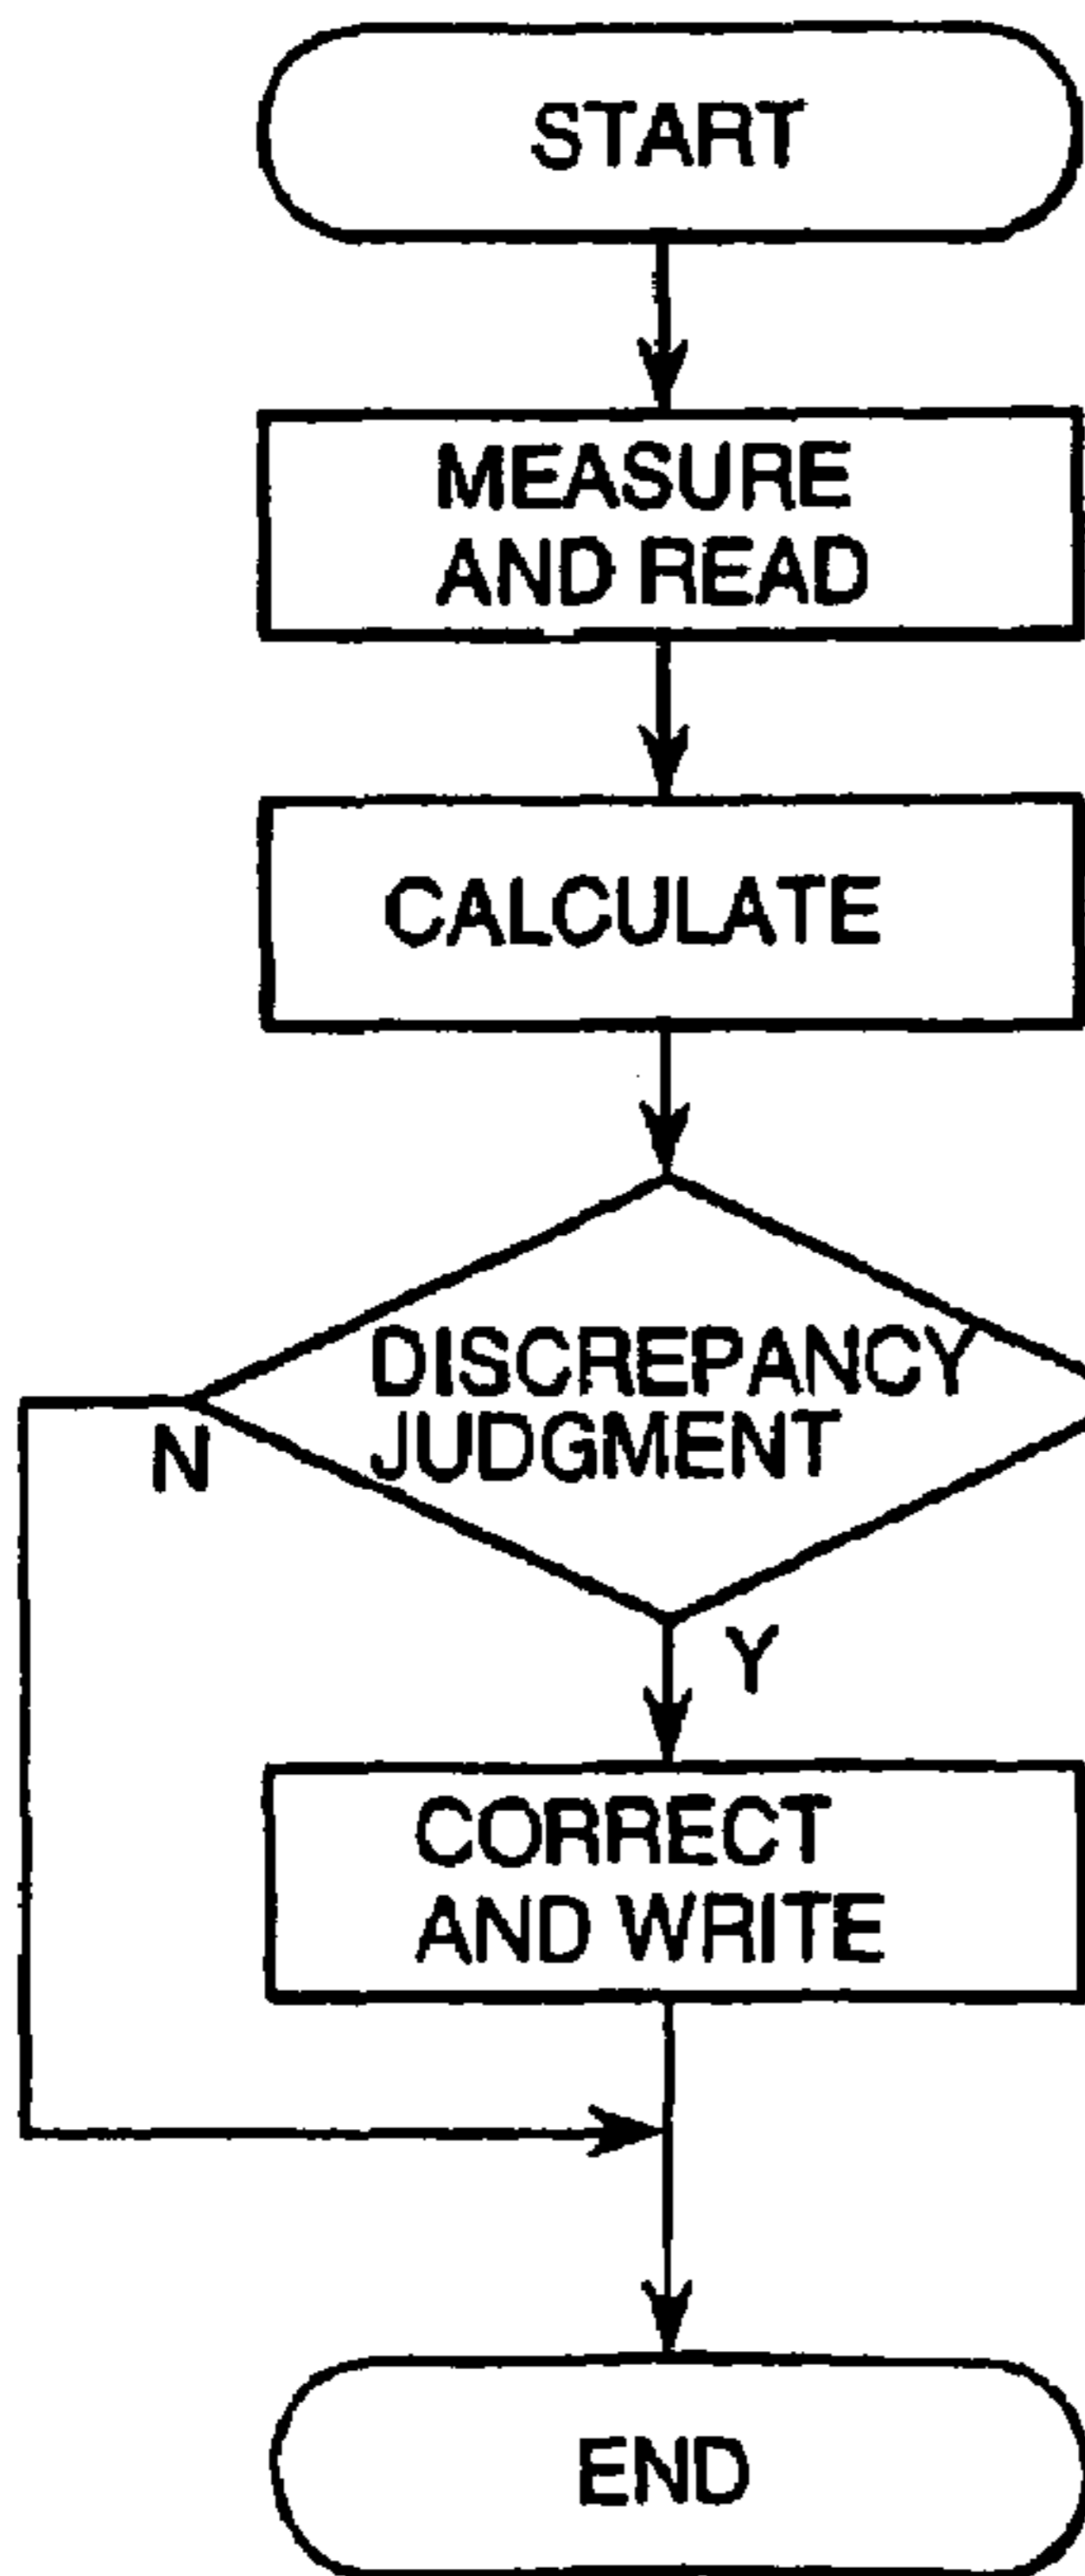 START
MEASURE
AND READ
CALCULATE
DISCREPANCY
JUDGMENT
N
Y
CORRECT
AND WRITE
END